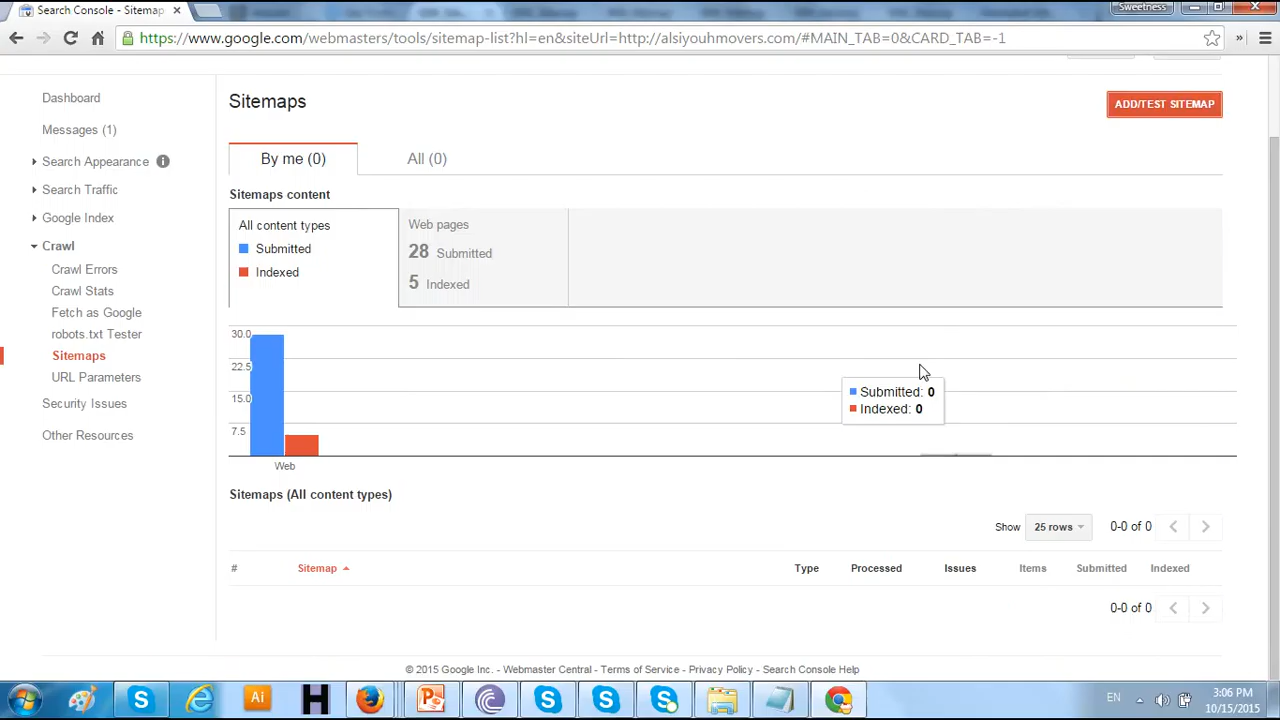 Search Console - Sitemap
Sweetness
https://www.google.com/webmasters/tools/sitemap-list?hl=en&siteUrl=http://alsiyouhmovers.com/#MAIN_TAB=0&CARD_TAB=-1
Dashboard
Messages (1)
Search Appearance
Search Traffic
Google Index
Crawl
Crawl Errors
Crawl Stats
Fetch as Google
robots.txt Tester
Sitemaps
URL Parameters
Security Issues
Other Resources
Sitemaps
ADD/TEST SITEMAP
By me (0)
All (0)
Sitemaps content
All content types
Submitted
Indexed
Web pages
28 Submitted
5 Indexed
30.0
22.5
15.0
7.5
Web
Submitted: 0
Indexed: 0
Sitemaps (All content types)
Show 25 rows 0-0 of 0
# Sitemap Type Processed Issues Items Submitted Indexed
0-0 of 0
© 2015 Google Inc. - Webmaster Central - Terms of Service - Privacy Policy - Search Console Help
EN
3:06 PM
10/15/2015